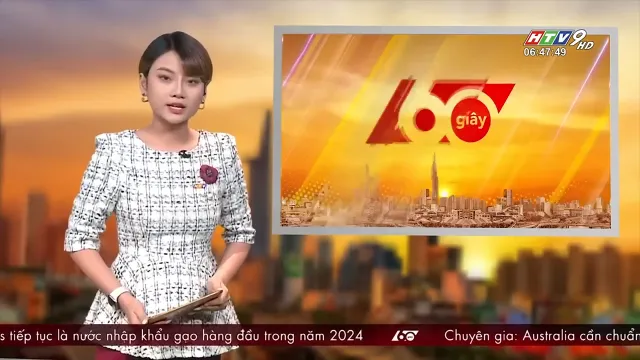 HTV9 HD
06:47:49
60 giây
s tiếp tục là nước nhập khẩu gạo hàng đầu trong năm 2024 60 Chuyên gia: Australia cần chuẩn